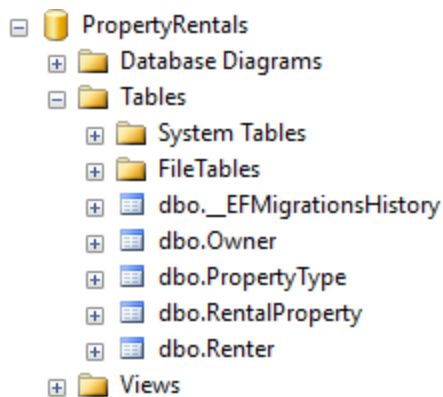 PropertyRentals
Database Diagrams
Tables
System Tables
FileTables
dbo.__EFMigrationsHistory
dbo.Owner
dbo.PropertyType
dbo.RentalProperty
dbo.Renter
Views